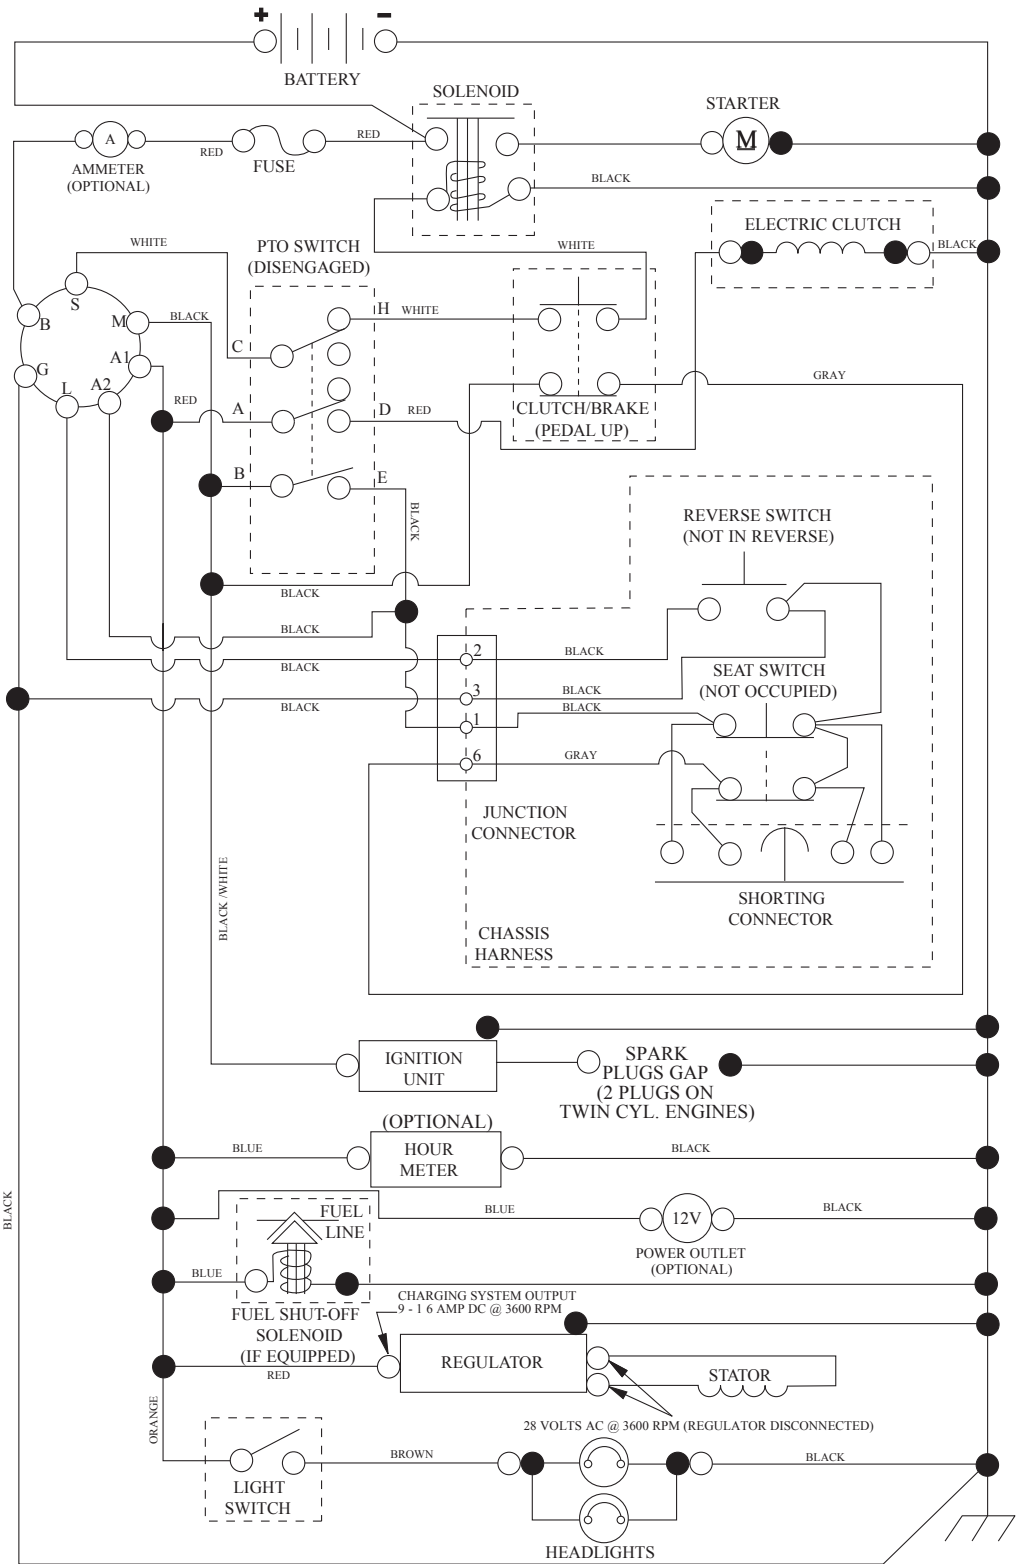 + -
BATTERY
SOLENOID
STARTER
A
RED
FUSE
RED
M
AMMETER
(OPTIONAL)
BLACK
ELECTRIC CLUTCH
BLACK
WHITE
PTO SWITCH
(DISENGAGED)
WHITE
S
B
M
BLACK
H
WHITE
C
G
A1
L
A2
RED
A
D
RED
GRAY
CLUTCH/BRAKE
(PEDAL UP)
B
E
BLACK
REVERSE SWITCH
(NOT IN REVERSE)
BLACK
BLACK
2
BLACK
BLACK
SEAT SWITCH
(NOT OCCUPIED)
3
BLACK
BLACK
BLACK
1
6
GRAY
JUNCTION
CONNECTOR
BLACK /WHITE
SHORTING
CONNECTOR
CHASSIS
HARNESS
IGNITION
UNIT
SPARK
PLUGS GAP
(2 PLUGS ON
TWIN CYL. ENGINES)
(OPTIONAL)
HOUR
METER
BLUE
BLACK
BLACK
FUEL
LINE
BLUE
12V
BLACK
POWER OUTLET
(OPTIONAL)
BLUE
CHARGING SYSTEM OUTPUT
9 - 1 6 AMP DC @ 3600 RPM
FUEL SHUT-OFF
SOLENOID
(IF EQUIPPED)
RED
REGULATOR
STATOR
28 VOLTS AC @ 3600 RPM (REGULATOR DISCONNECTED)
ORANGE
BROWN
BLACK
LIGHT
SWITCH
HEADLIGHTS